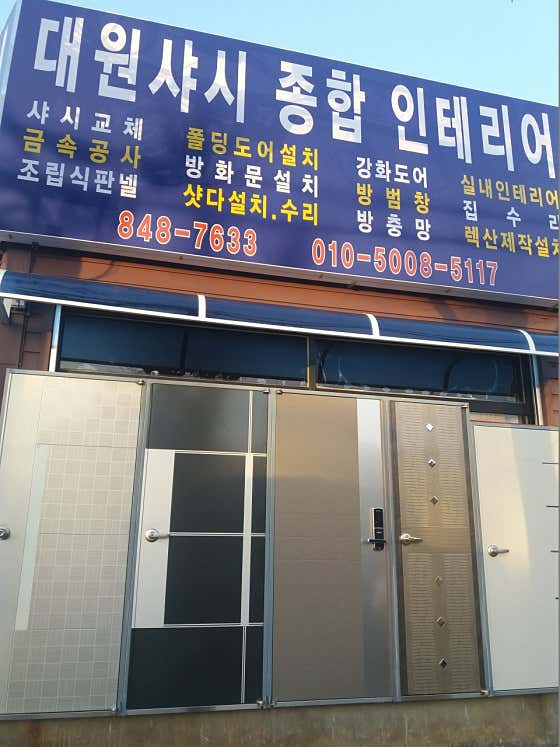 대원샤시 종합 인테리어
샤시교체 폴딩도어설치 강화도어 실내인테리어
금속공사 방화문설치 방범창 집수리
조립식판넬 샷다설치.수리 방충망 렉산제작설치
848-7633 010-5008-5117